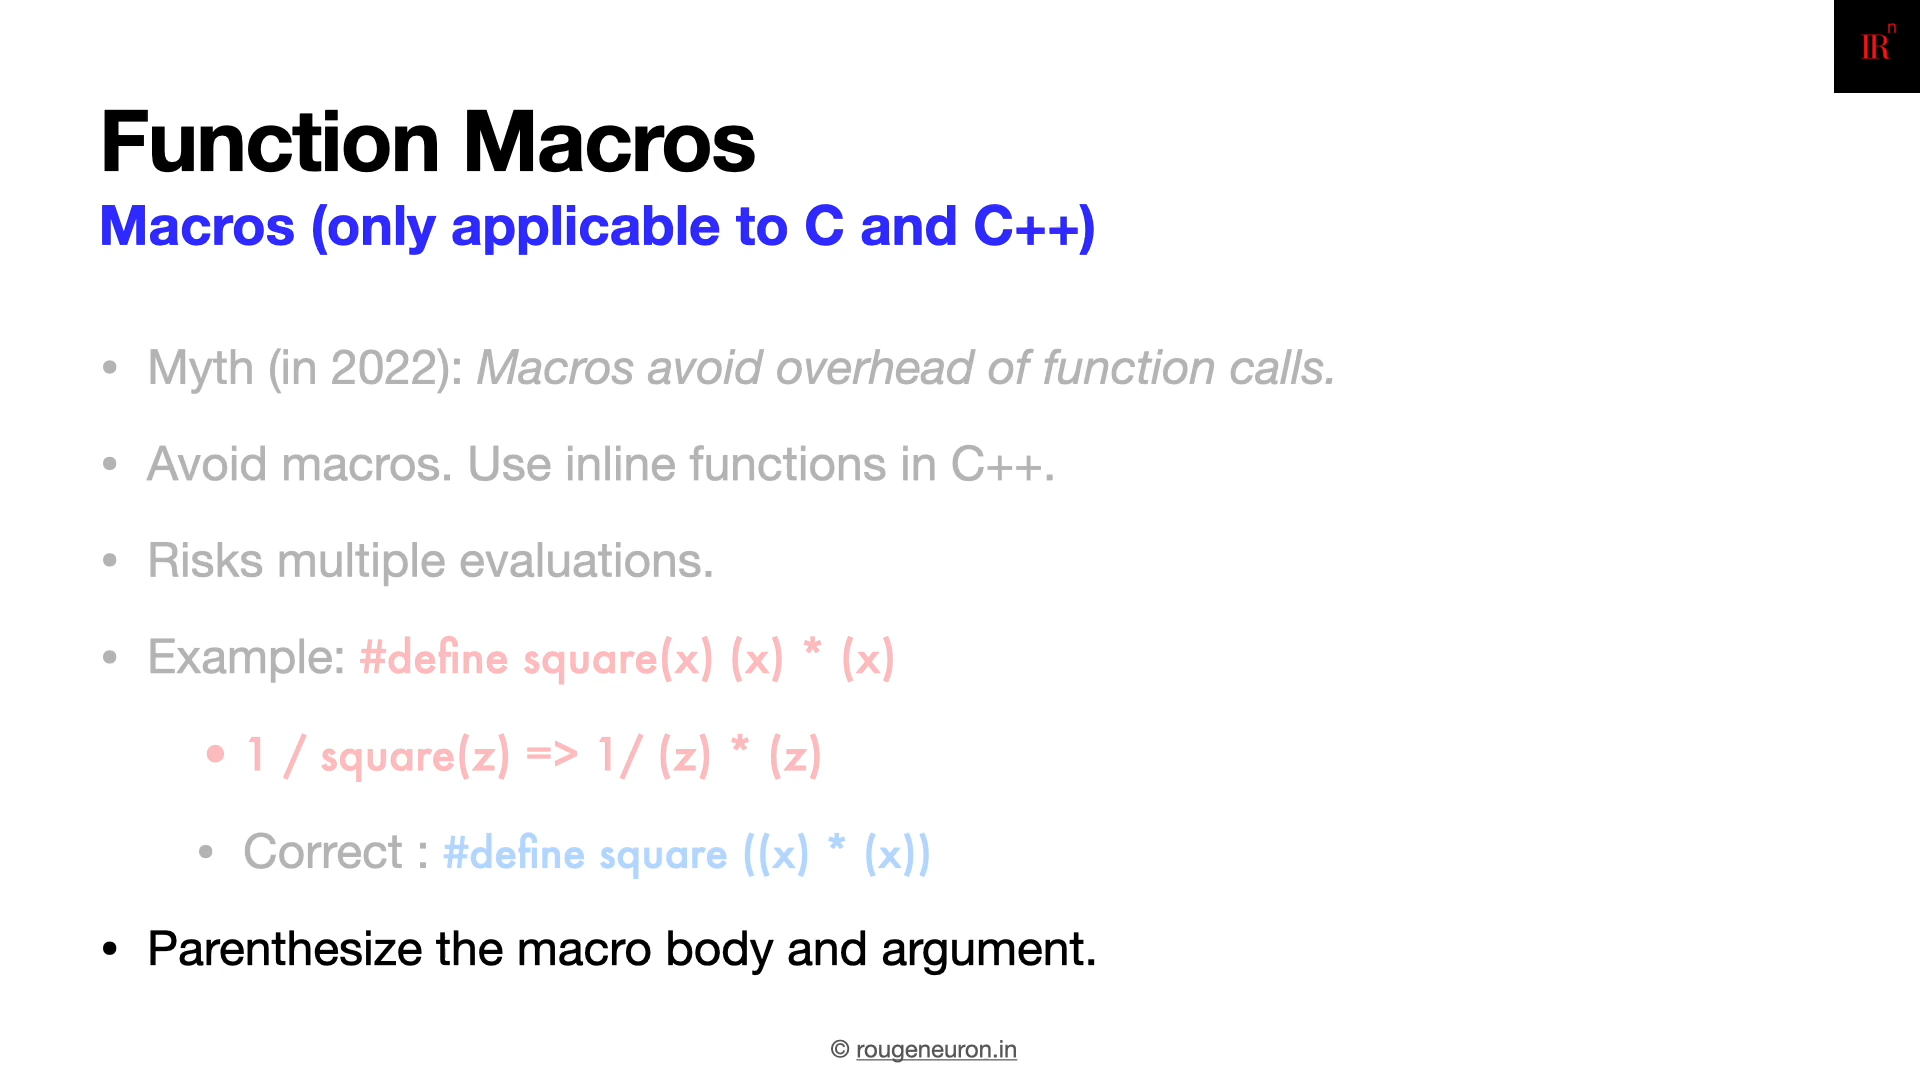 IRn
Function Macros
Macros (only applicable to C and C++)
• Myth (in 2022): Macros avoid overhead of function calls.
• Avoid macros. Use inline functions in C++.
• Risks multiple evaluations.
• Example: #define square(x) (x) * (x)
• 1 / square(z) => 1/ (z) * (z)
• Correct : #define square ((x) * (x))
• Parenthesize the macro body and argument.
© rougeneuron.in